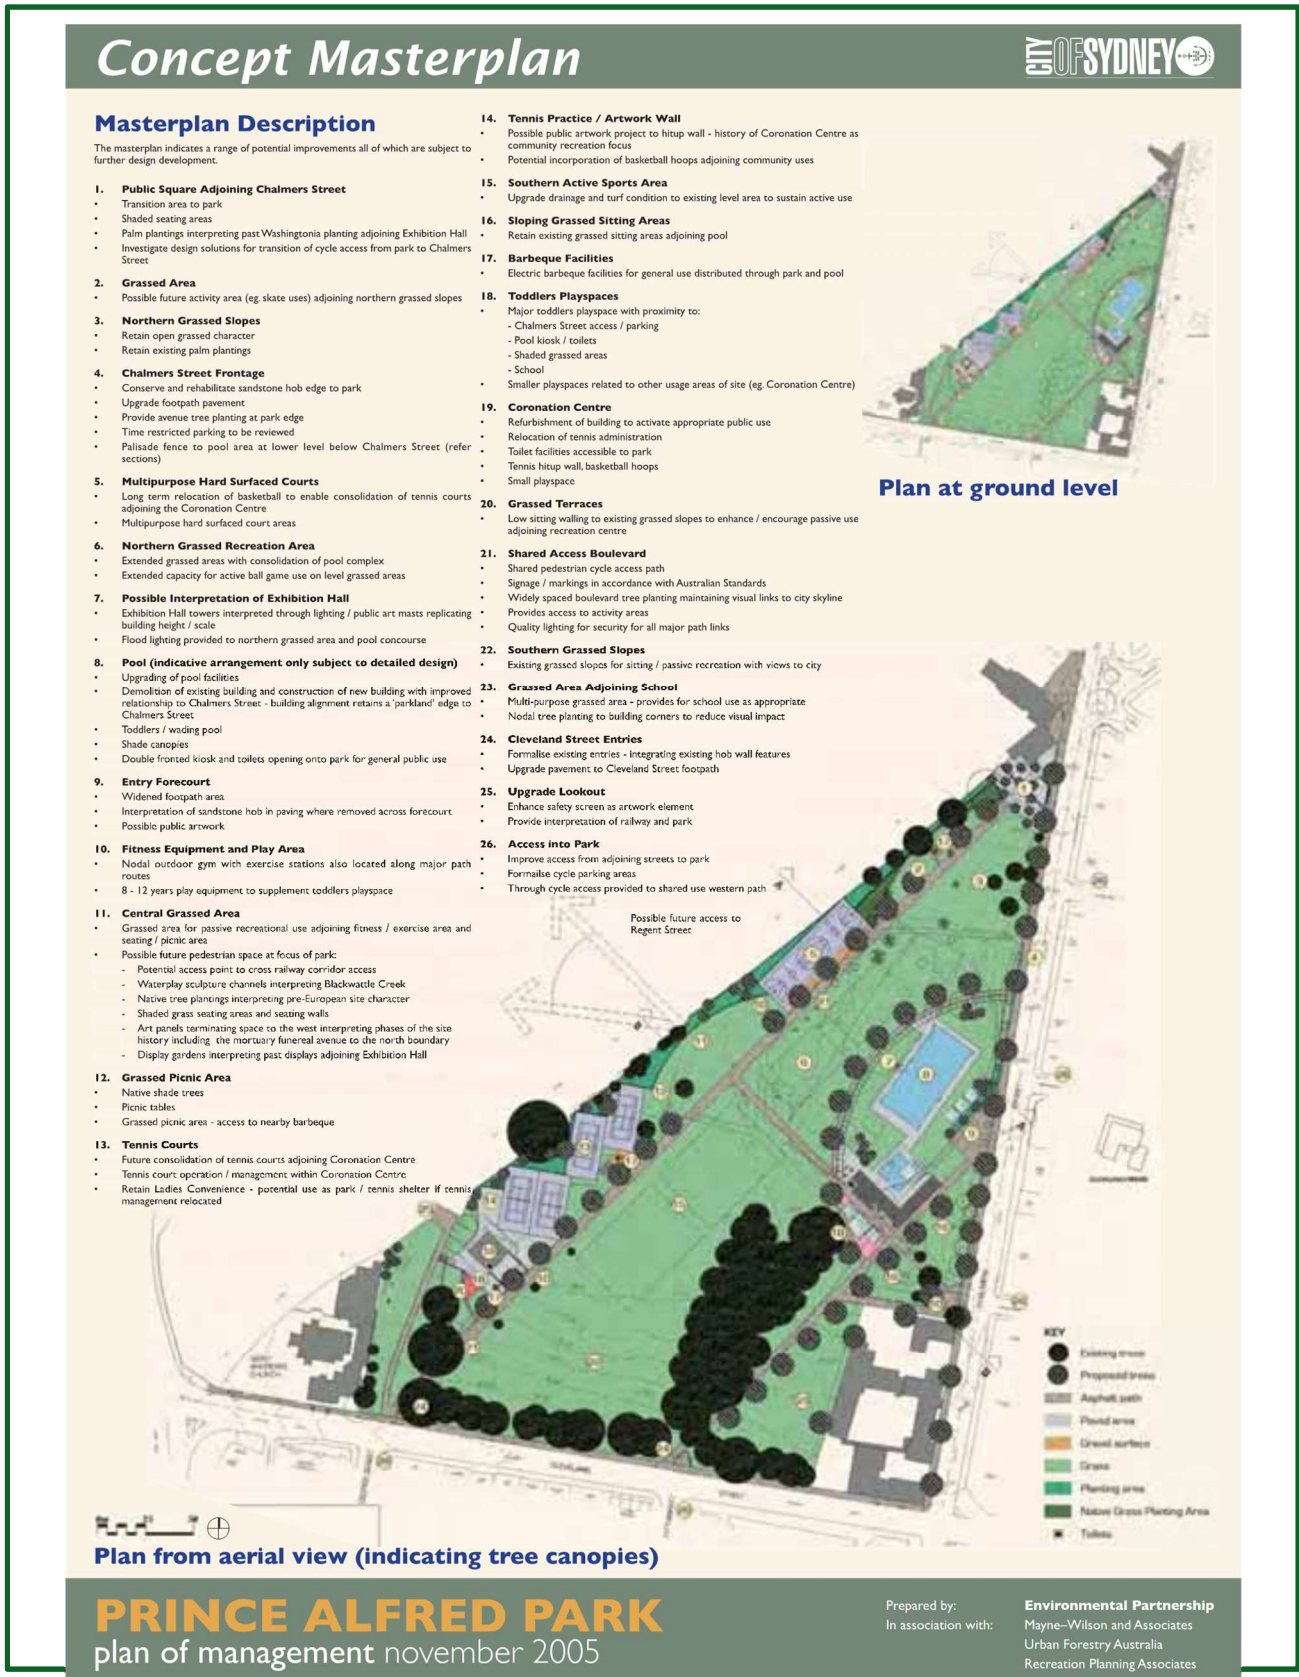 Concept Masterplan
CITY OF SYDNEY
Masterplan Description
The masterplan indicates a range of potential improvements all of which are subject to
further design development.
1. Public Square Adjoining Chalmers Street
• Transition area to park
• Shaded seating areas
• Palm plantings interpreting past Washingtonia planting adjoining Exhibition Hall
• Investigate design solutions for transition of cycle access from park to Chalmers
Street
2. Grassed Area
• Possible future activity area (eg. skate uses) adjoining northern grassed slopes
3. Northern Grassed Slopes
• Retain open grassed character
• Retain existing palm plantings
4. Chalmers Street Frontage
• Conserve and rehabilitate sandstone hob edge to park
• Upgrade footpath pavement
• Provide avenue tree planting at park edge
• Time restricted parking to be reviewed
• Palisade fence to pool area at lower level below Chalmers Street (refer
sections)
5. Multipurpose Hard Surfaced Courts
• Long term relocation of basketball to enable consolidation of tennis courts
adjoining the Coronation Centre
• Multipurpose hard surfaced court areas
6. Northern Grassed Recreation Area
• Extended grassed areas with consolidation of pool complex
• Extended capacity for active ball game use on level grassed areas
7. Possible Interpretation of Exhibition Hall
• Exhibition Hall towers interpreted through lighting / public art masts replicating
building height / scale
• Flood lighting provided to northern grassed area and pool concourse
8. Pool (indicative arrangement only subject to detailed design)
• Upgrading of pool facilities
• Demolition of existing building and construction of new building with improved
relationship to Chalmers Street - building alignment retains a 'parkland' edge to
Chalmers Street
• Toddlers / wading pool
• Shade canopies
• Double fronted kiosk and toilets opening onto park for general public use
9. Entry Forecourt
• Widened footpath area
• Interpretation of sandstone hob in paving where removed across forecourt
• Possible public artwork
10. Fitness Equipment and Play Area
• Nodal outdoor gym with exercise stations also located along major path
routes
• 8 - 12 years play equipment to supplement toddlers playspace
11. Central Grassed Area
• Grassed area for passive recreational use adjoining fitness / exercise area and
seating / picnic area
• Possible future pedestrian space at focus of park:
- Potential access point to cross railway corridor access
- Waterplay sculpture channels interpreting Blackwattle Creek
- Native tree plantings interpreting pre-European site character
- Shaded grass seating areas and seating walls
- Art panels terminating space to the west interpreting phases of the site
history including the mortuary funereal avenue to the north boundary
- Display gardens interpreting past displays adjoining Exhibition Hall
12. Grassed Picnic Area
• Native shade trees
• Picnic tables
• Grassed picnic area - access to nearby barbeque
13. Tennis Courts
• Future consolidation of tennis courts adjoining Coronation Centre
• Tennis court operation / management within Coronation Centre
• Retain Ladies Convenience - potential use as park / tennis shelter if tennis
management relocated
14. Tennis Practice / Artwork Wall
• Possible public artwork project to hitup wall - history of Coronation Centre as
community recreation focus
• Potential incorporation of basketball hoops adjoining community uses
15. Southern Active Sports Area
• Upgrade drainage and turf condition to existing level area to sustain active use
16. Sloping Grassed Sitting Areas
• Retain existing grassed sitting areas adjoining pool
17. Barbeque Facilities
• Electric barbeque facilities for general use distributed through park and pool
18. Toddlers Playspaces
• Major toddlers playspace with proximity to:
- Chalmers Street access / parking
- Pool kiosk / toilets
- Shaded grassed areas
- School
• Smaller playspaces related to other usage areas of site (eg. Coronation Centre)
19. Coronation Centre
• Refurbishment of building to activate appropriate public use
• Relocation of tennis administration
• Toilet facilities accessible to park
• Tennis hitup wall, basketball hoops
• Small playspace
20. Grassed Terraces
• Low sitting walling to existing grassed slopes to enhance / encourage passive use
adjoining recreation centre
21. Shared Access Boulevard
• Shared pedestrian cycle access path
• Signage / markings in accordance with Australian Standards
• Widely spaced boulevard tree planting maintaining visual links to city skyline
• Provides access to activity areas
• Quality lighting for security for all major path links
22. Southern Grassed Slopes
• Existing grassed slopes for sitting / passive recreation with views to city
23. Grassed Area Adjoining School
• Multi-purpose grassed area - provides for school use as appropriate
• Nodal tree planting to building corners to reduce visual impact
24. Cleveland Street Entries
• Formalise existing entries - integrating existing hob wall features
• Upgrade pavement to Cleveland Street footpath
25. Upgrade Lookout
• Enhance safety screen as artwork element
• Provide interpretation of railway and park
26. Access into Park
• Improve access from adjoining streets to park
• Formailse cycle parking areas
• Through cycle access provided to shared use western path
Possible future access to
Regent Street
Plan at ground level
KEY
Existing trees
Proposed trees
Asphalt path
Paved area
Gravel surface
Grass
Planting area
Native Grass Planting Area
Toilets
Plan from aerial view (indicating tree canopies)
PRINCE ALFRED PARK
plan of management november 2005
Prepared by: Environmental Partnership
In association with: Mayne–Wilson and Associates
Urban Forestry Australia
Recreation Planning Associates